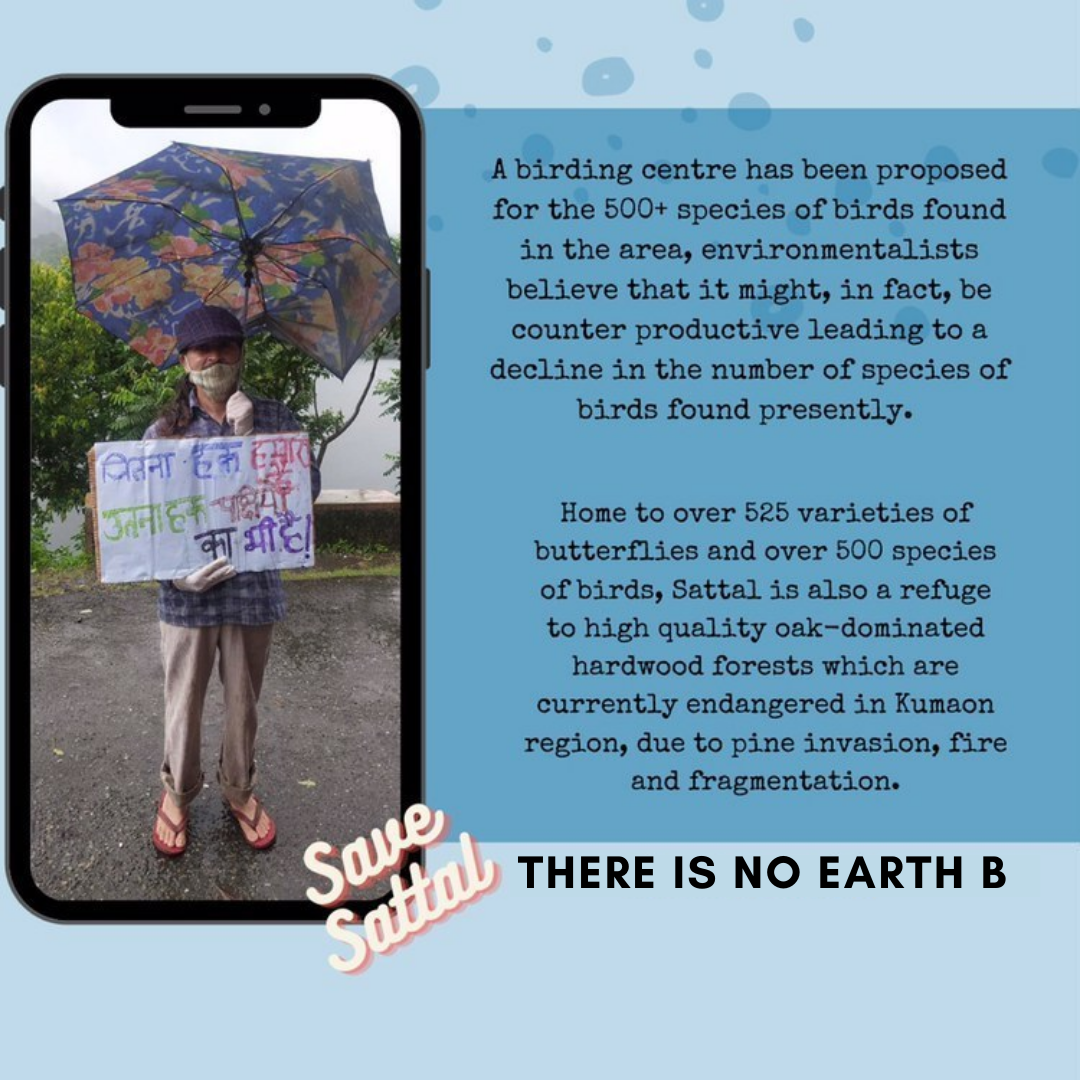 जितना हक हमारा
है
उतना हक पक्षियों
का भी है!
A birding centre has been proposed
for the 500+ species of birds found
in the area, environmentalists
believe that it might, in fact, be
counter productive leading to a
decline in the number of species of
birds found presently.
Home to over 525 varieties of
butterflies and over 500 species
of birds, Sattal is also a refuge
to high quality oak-dominated
hardwood forests which are
currently endangered in Kumaon
region, due to pine invasion, fire
and fragmentation.
Save
Sattal
THERE IS NO EARTH B